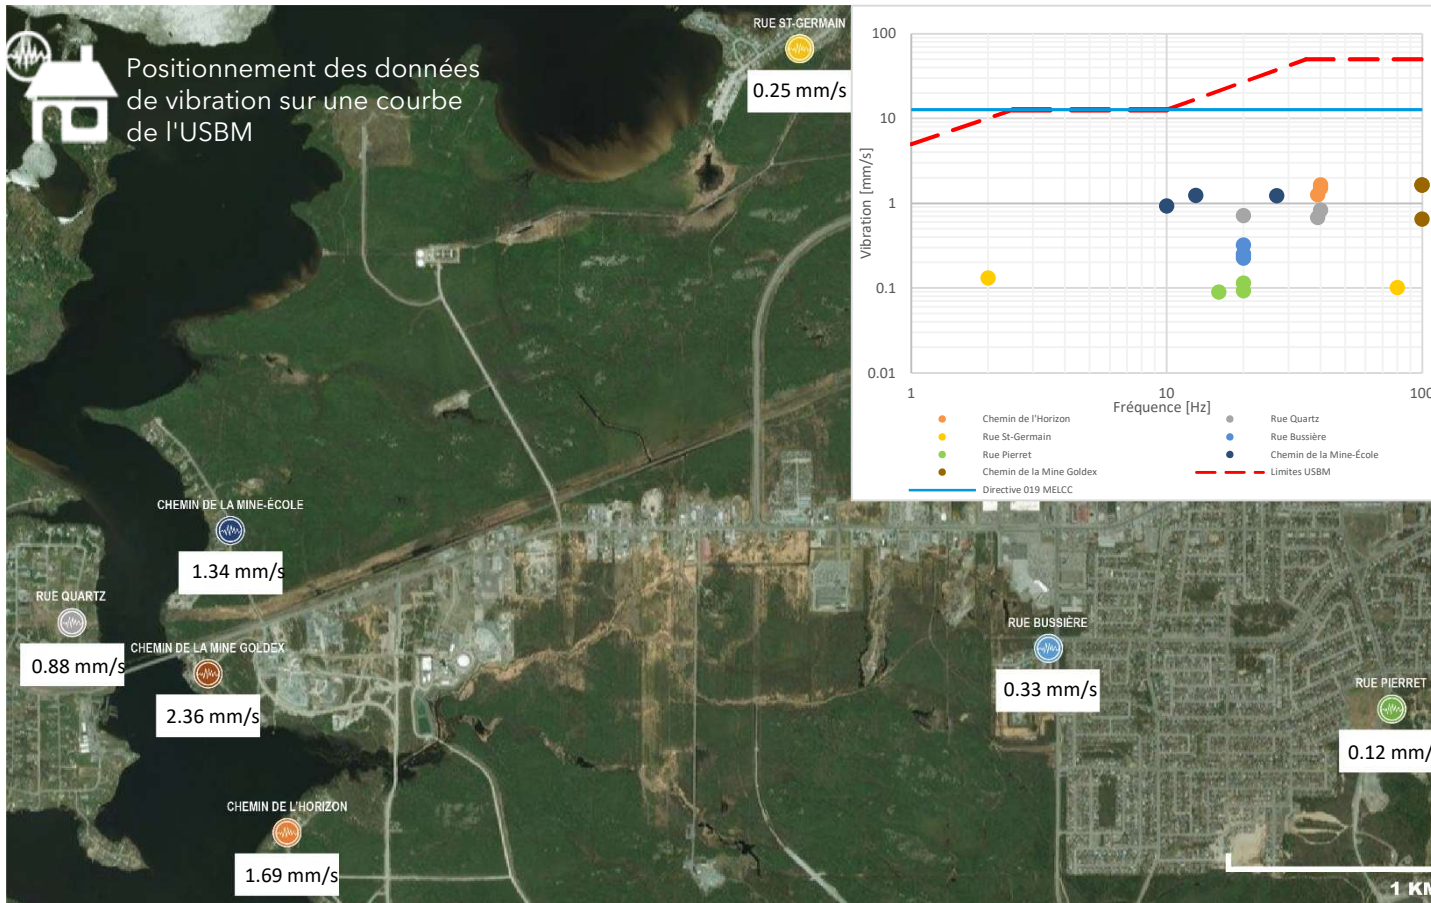 Positionnement des données
de vibration sur une courbe
de l'USBM
RUE ST-GERMAIN
0.25 mm/s
100
10
1
0.1
0.01
Vibration [mm/s]
1
10
100
Fréquence [Hz]
Chemin de l'Horizon
Rue Quartz
Rue St-Germain
Rue Bussière
Rue Pierret
Chemin de la Mine-École
Chemin de la Mine Goldex
Limites USBM
Directive 019 MELCC
CHEMIN DE LA MINE-ÉCOLE
1.34 mm/s
RUE QUARTZ
0.88 mm/s
CHEMIN DE LA MINE GOLDEX
2.36 mm/s
RUE BUSSIÈRE
0.33 mm/s
RUE PIERRET
0.12 mm/
CHEMIN DE L'HORIZON
1.69 mm/s
1 KM